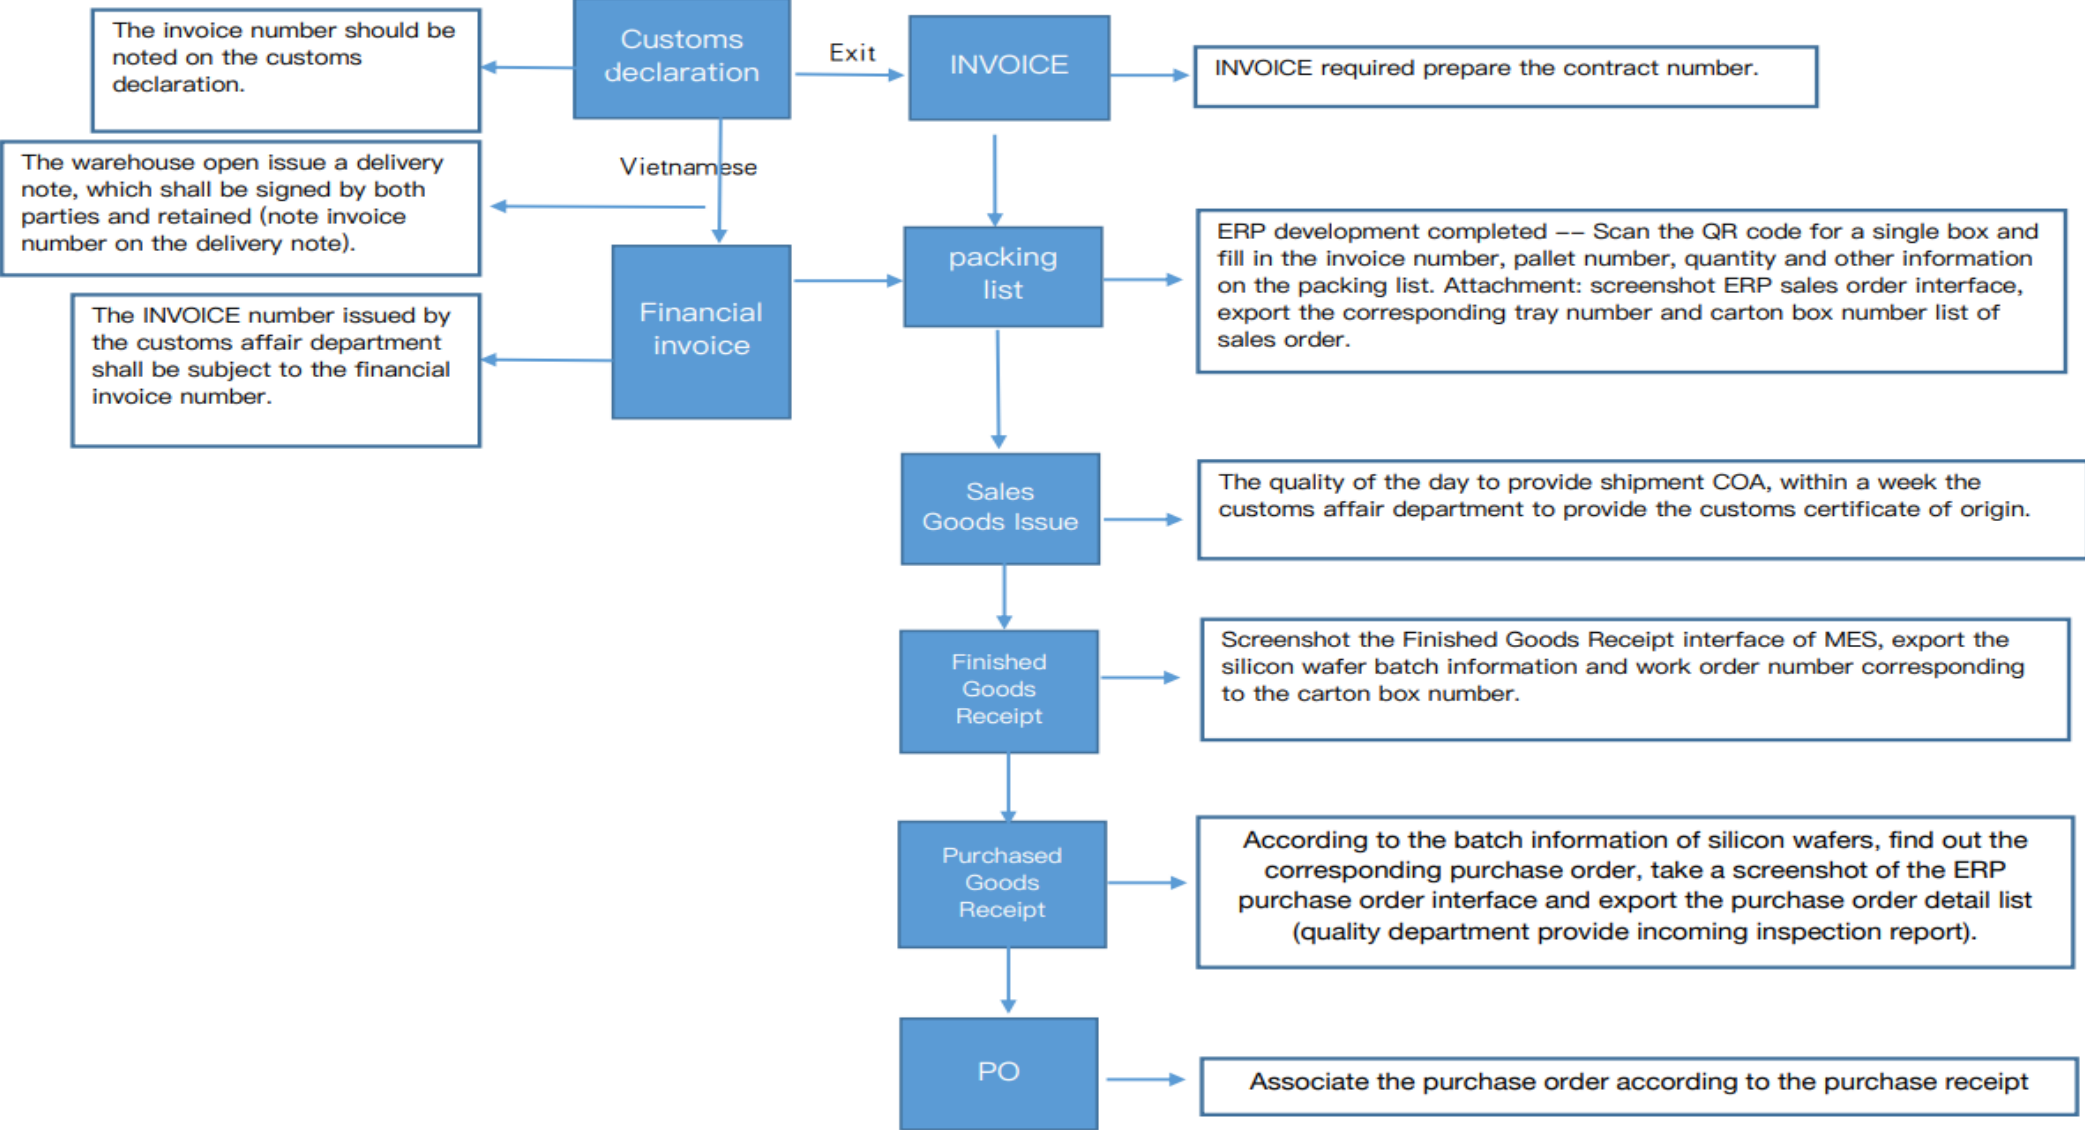 The invoice number should be
noted on the customs
declaration.
Customs
declaration
Exit
INVOICE
INVOICE required prepare the contract number.
The warehouse open issue a delivery
note, which shall be signed by both
parties and retained (note invoice
number on the delivery note).
Vietnamese
The INVOICE number issued by
the customs affair department
shall be subject to the financial
invoice number.
Financial
invoice
packing
list
ERP development completed -- Scan the QR code for a single box and
fill in the invoice number, pallet number, quantity and other information
on the packing list. Attachment: screenshot ERP sales order interface,
export the corresponding tray number and carton box number list of
sales order.
Sales
Goods Issue
The quality of the day to provide shipment COA, within a week the
customs affair department to provide the customs certificate of origin.
Finished
Goods
Receipt
Screenshot the Finished Goods Receipt interface of MES, export the
silicon wafer batch information and work order number corresponding
to the carton box number.
Purchased
Goods
Receipt
According to the batch information of silicon wafers, find out the
corresponding purchase order, take a screenshot of the ERP
purchase order interface and export the purchase order detail list
(quality department provide incoming inspection report).
PO
Associate the purchase order according to the purchase receipt